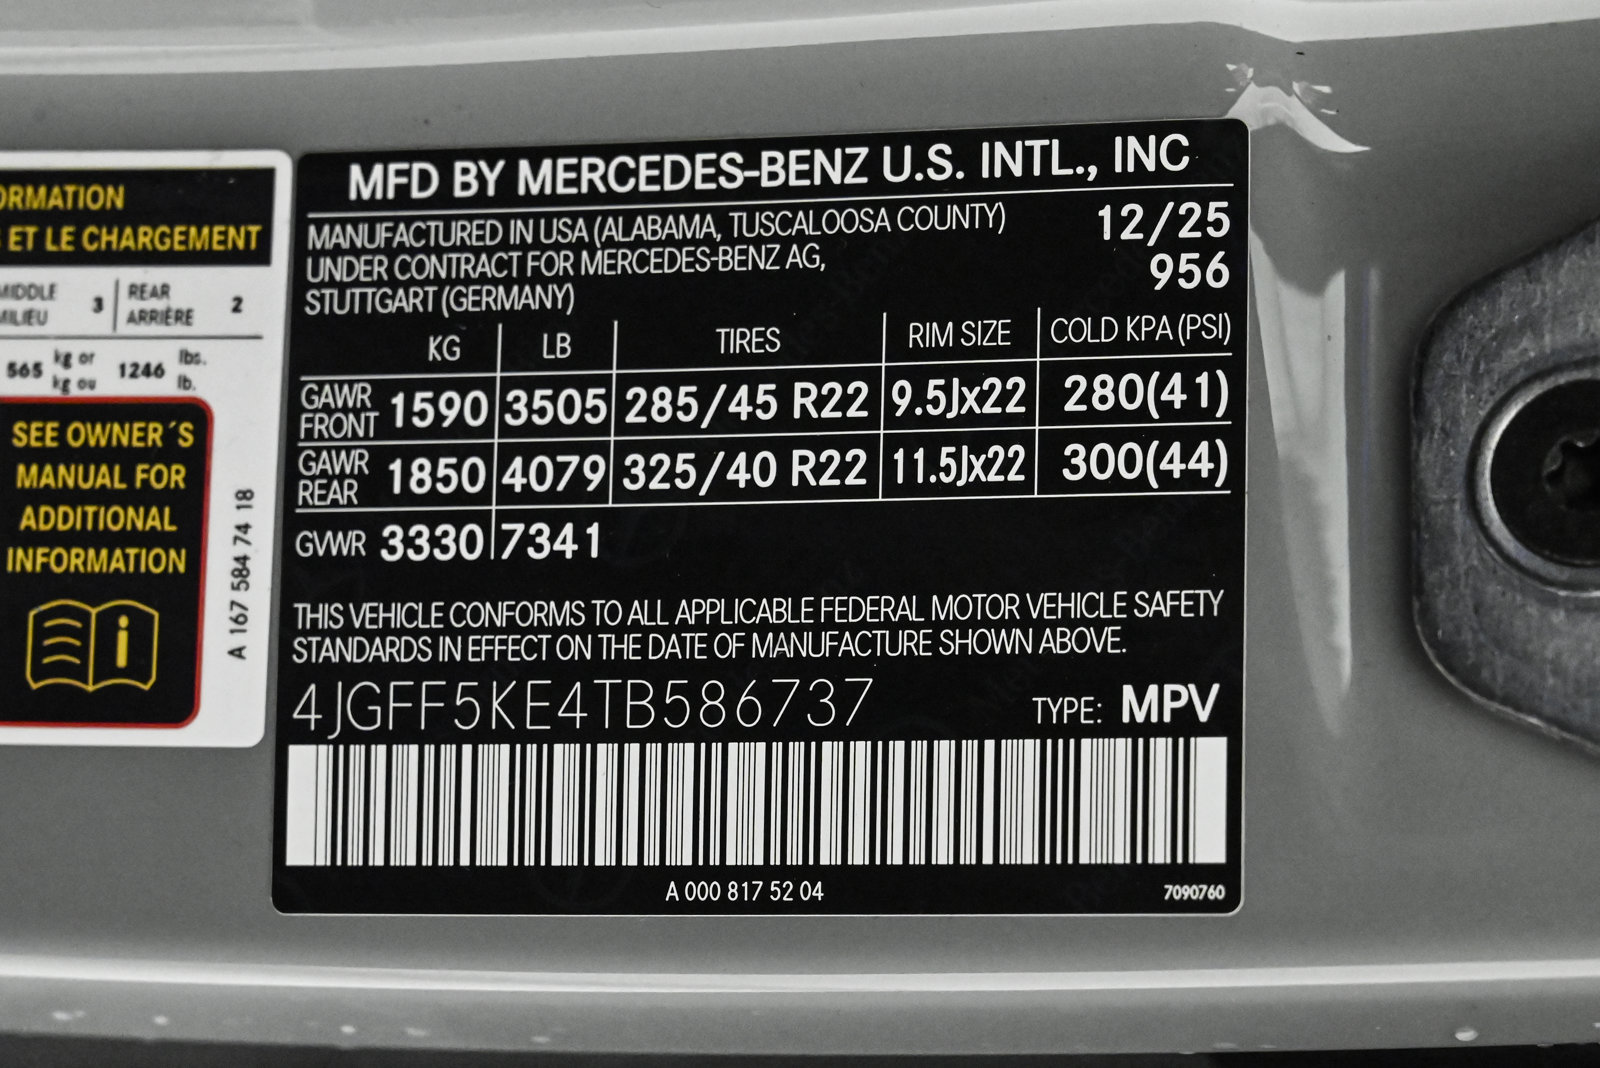 ORMATION
ET LE CHARGEMENT
MIDDLE
MILIEU
3
REAR
ARRIÈRE
2
565 kg or
kg ou
1246 lbs.
lb.
SEE OWNER´S
MANUAL FOR
ADDITIONAL
INFORMATION
A 167 584 74 18
MFD BY MERCEDES-BENZ U.S. INTL., INC
MANUFACTURED IN USA (ALABAMA, TUSCALOOSA COUNTY)
UNDER CONTRACT FOR MERCEDES-BENZ AG,
STUTTGART (GERMANY)
12/25
956
KG LB TIRES RIM SIZE COLD KPA (PSI)
GAWR FRONT 1590 3505 285/45 R22 9.5Jx22 280(41)
GAWR REAR 1850 4079 325/40 R22 11.5Jx22 300(44)
GVWR 3330 7341
THIS VEHICLE CONFORMS TO ALL APPLICABLE FEDERAL MOTOR VEHICLE SAFETY
STANDARDS IN EFFECT ON THE DATE OF MANUFACTURE SHOWN ABOVE.
4JGFF5KE4TB586737
TYPE: MPV
A 000 817 52 04
7090760